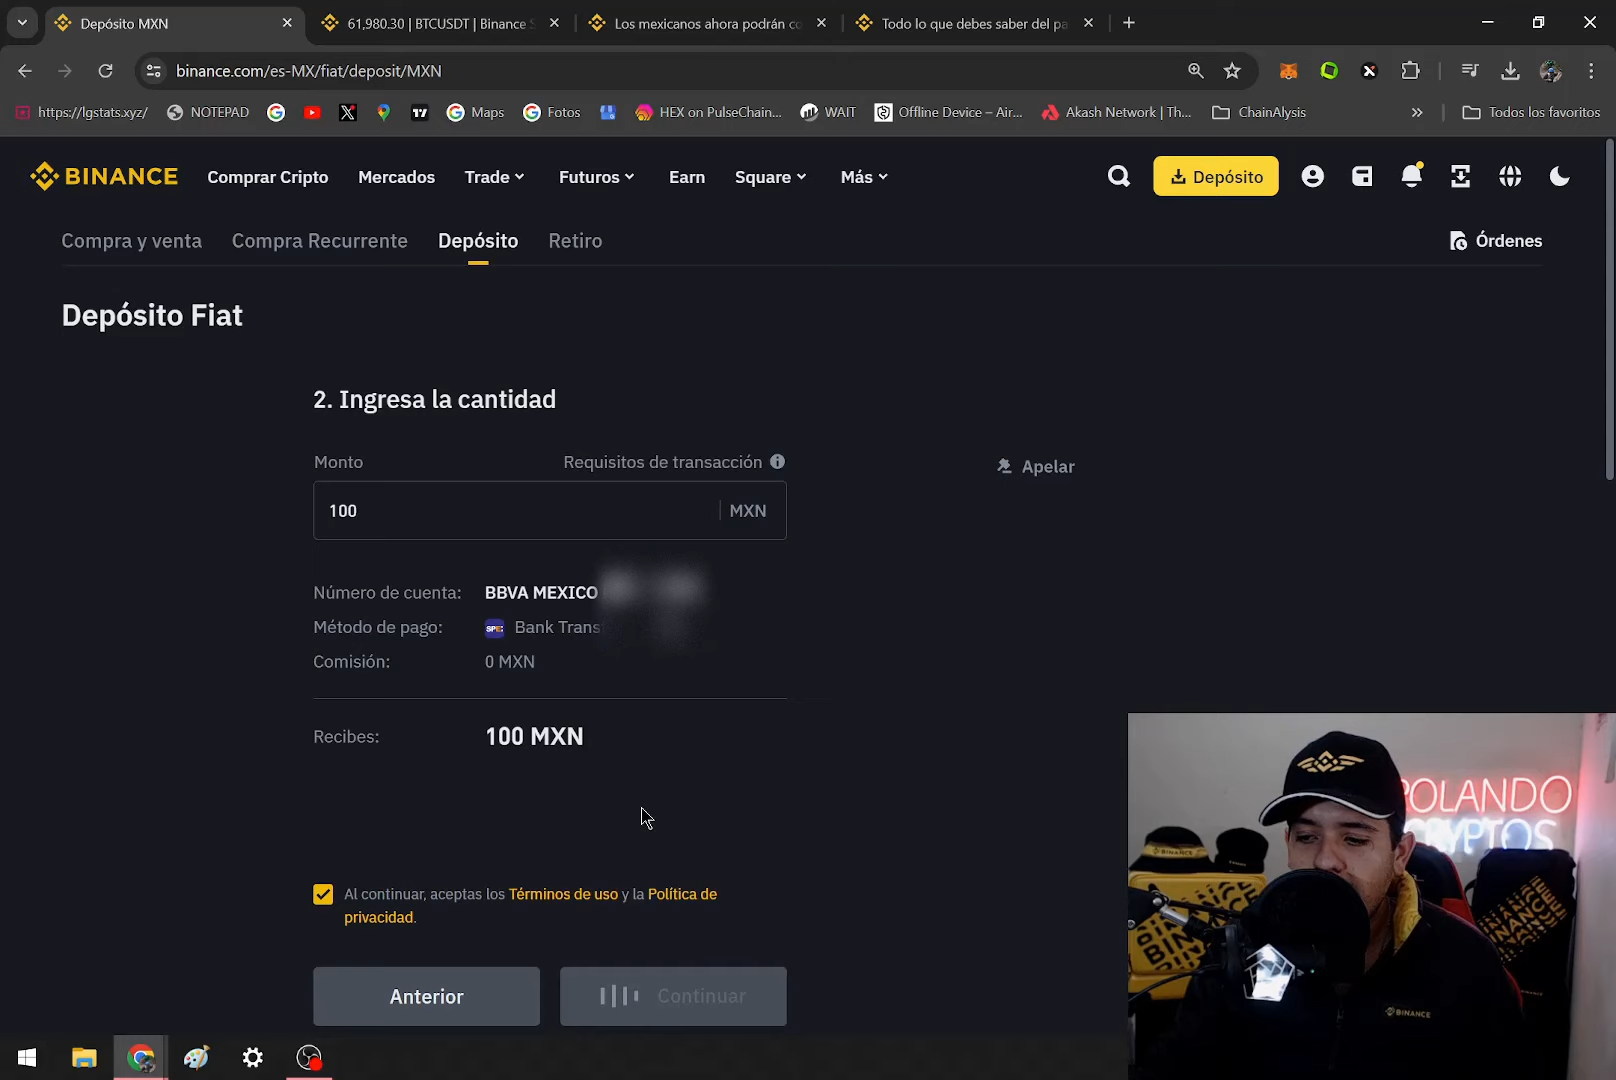 Depósito MXN
61,980.30 | BTCUSDT | Binance S
Los mexicanos ahora podrán co
Todo lo que debes saber del pa
binance.com/es-MX/fiat/deposit/MXN
https://lgstats.xyz/
NOTEPAD
Maps
Fotos
HEX on PulseChain...
WAIT
Offline Device – Air...
Akash Network | Th...
ChainAlysis
Todos los favoritos
BINANCE
Comprar Cripto
Mercados
Trade
Futuros
Earn
Square
Más
Depósito
Compra y venta
Compra Recurrente
Depósito
Retiro
Órdenes
Depósito Fiat
2. Ingresa la cantidad
Monto
Requisitos de transacción
Apelar
100
MXN
Número de cuenta:
BBVA MEXICO
Método de pago:
Bank Trans
Comisión:
0 MXN
Recibes:
100 MXN
Al continuar, aceptas los Términos de uso y la Política de
privacidad.
Anterior
Continuar
POLANDO
CRYPTOS
BINANCE
BINANCE
BINANCE